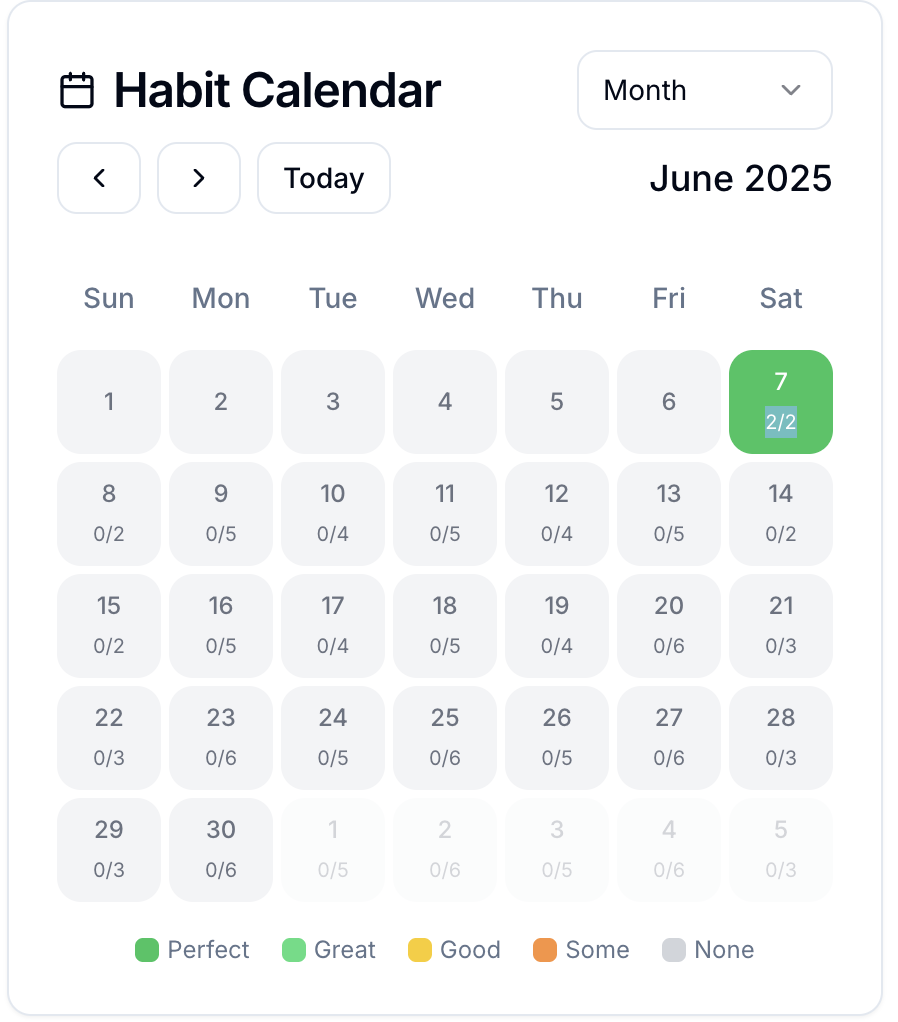 Habit Calendar Month
Today June 2025
Sun Mon Tue Wed Thu Fri Sat
1 2 3 4 5 6 7
2/2
8 9 10 11 12 13 14
0/2 0/5 0/4 0/5 0/4 0/5 0/2
15 16 17 18 19 20 21
0/2 0/5 0/4 0/5 0/4 0/6 0/3
22 23 24 25 26 27 28
0/3 0/6 0/5 0/6 0/5 0/6 0/3
29 30 1 2 3 4 5
0/3 0/6 0/5 0/6 0/5 0/6 0/3
Perfect Great Good Some None